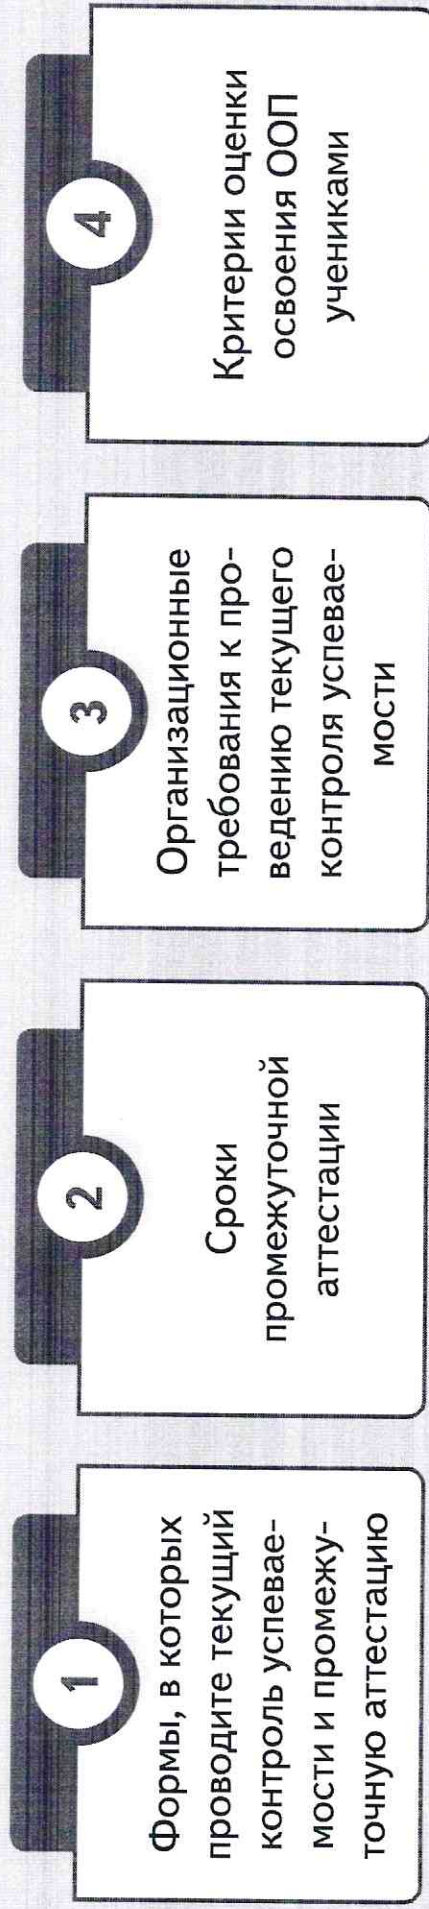 1
Формы, в которых
проводите текущий
контроль успевае-
мости и промежу-
точную аттестацию
2
Сроки
промежуточной
аттестации
3
Организационные
требования к про-
ведению текущего
контроля успевае-
мости
4
Критерии оценки
освоения ООП
учениками